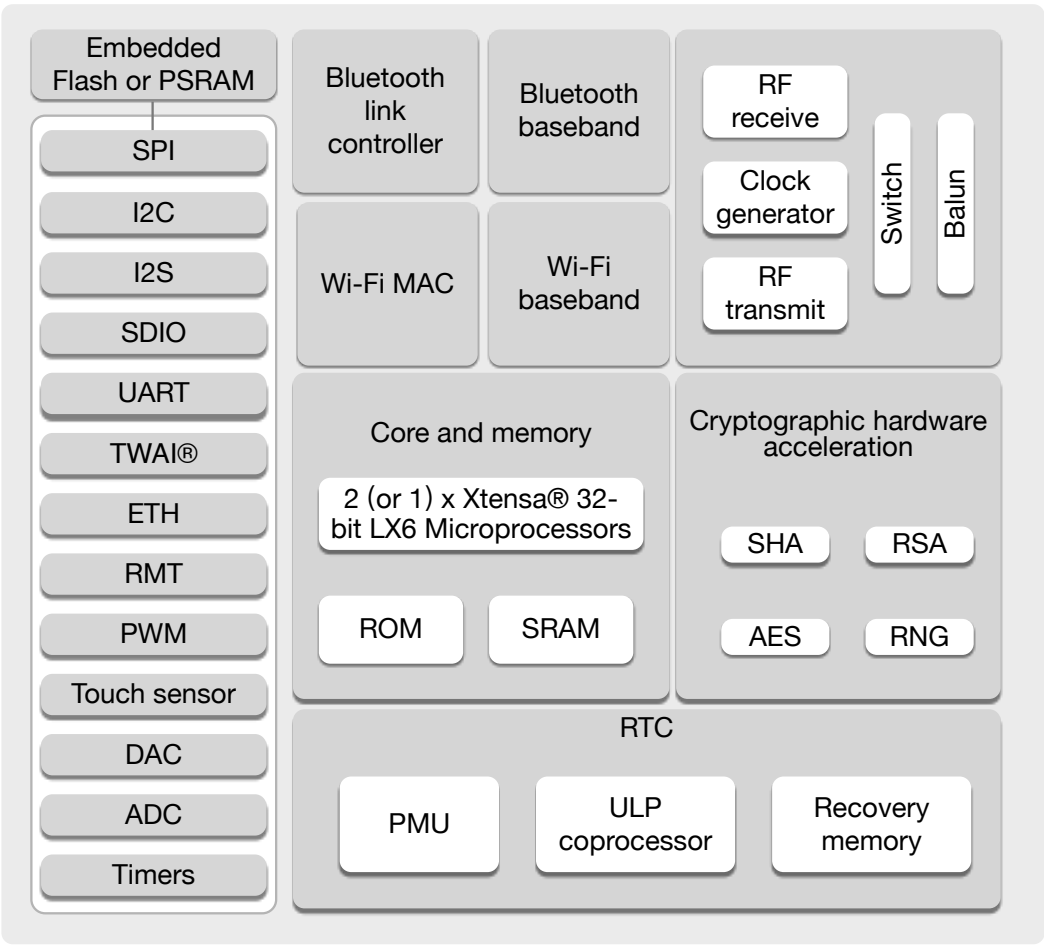 Embedded
Flash or PSRAM
SPI
I2C
I2S
SDIO
UART
TWAI®
ETH
RMT
PWM
Touch sensor
DAC
ADC
Timers
Bluetooth
link
controller
Bluetooth
baseband
Wi-Fi MAC
Wi-Fi
baseband
RF
receive
Clock
generator
RF
transmit
Switch
Balun
Core and memory
2 (or 1) x Xtensa® 32-
bit LX6 Microprocessors
ROM
SRAM
Cryptographic hardware
acceleration
SHA
RSA
AES
RNG
RTC
PMU
ULP
coprocessor
Recovery
memory